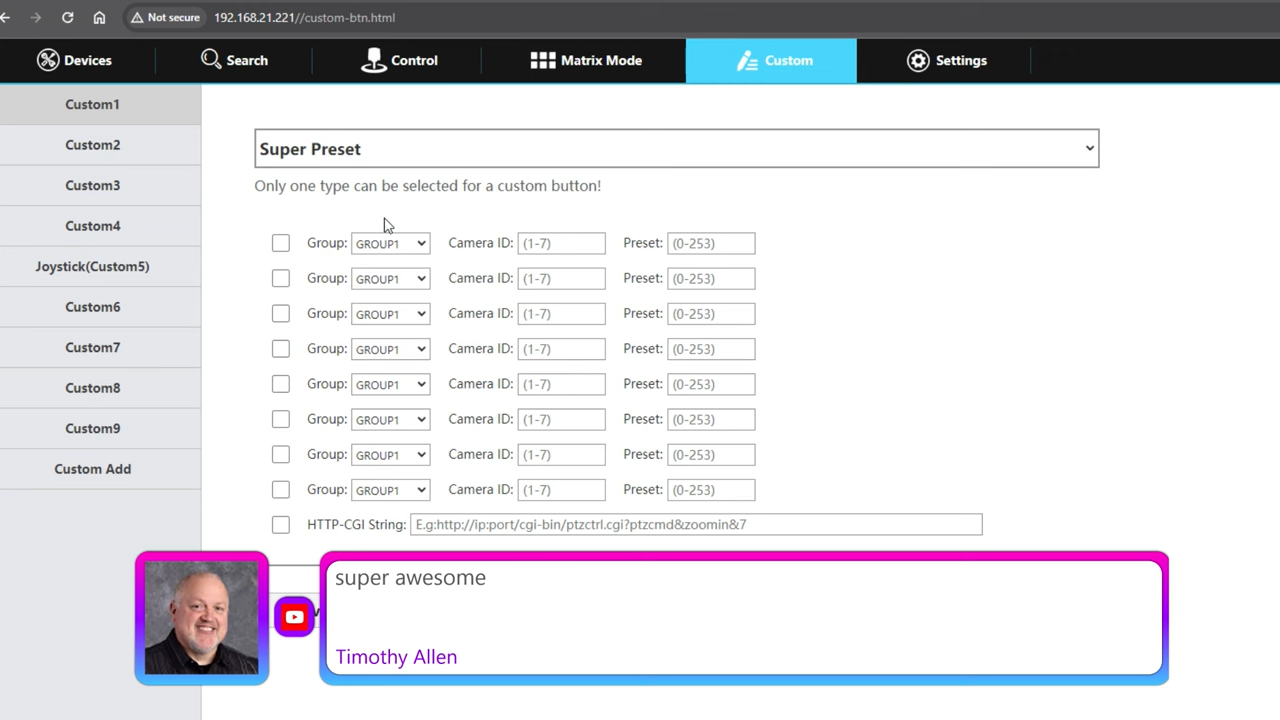 Not secure 192.168.21.221//custom-btn.html
Devices Search Control Matrix Mode Custom Settings
Custom1
Custom2
Custom3
Custom4
Joystick(Custom5)
Custom6
Custom7
Custom8
Custom9
Custom Add
Super Preset
Only one type can be selected for a custom button!
Group: GROUP1 Camera ID: (1-7) Preset: (0-253)
Group: GROUP1 Camera ID: (1-7) Preset: (0-253)
Group: GROUP1 Camera ID: (1-7) Preset: (0-253)
Group: GROUP1 Camera ID: (1-7) Preset: (0-253)
Group: GROUP1 Camera ID: (1-7) Preset: (0-253)
Group: GROUP1 Camera ID: (1-7) Preset: (0-253)
Group: GROUP1 Camera ID: (1-7) Preset: (0-253)
Group: GROUP1 Camera ID: (1-7) Preset: (0-253)
HTTP-CGI String: E.g:http://ip:port/cgi-bin/ptzctrl.cgi?ptzcmd&zoomin&7
super awesome
Timothy Allen